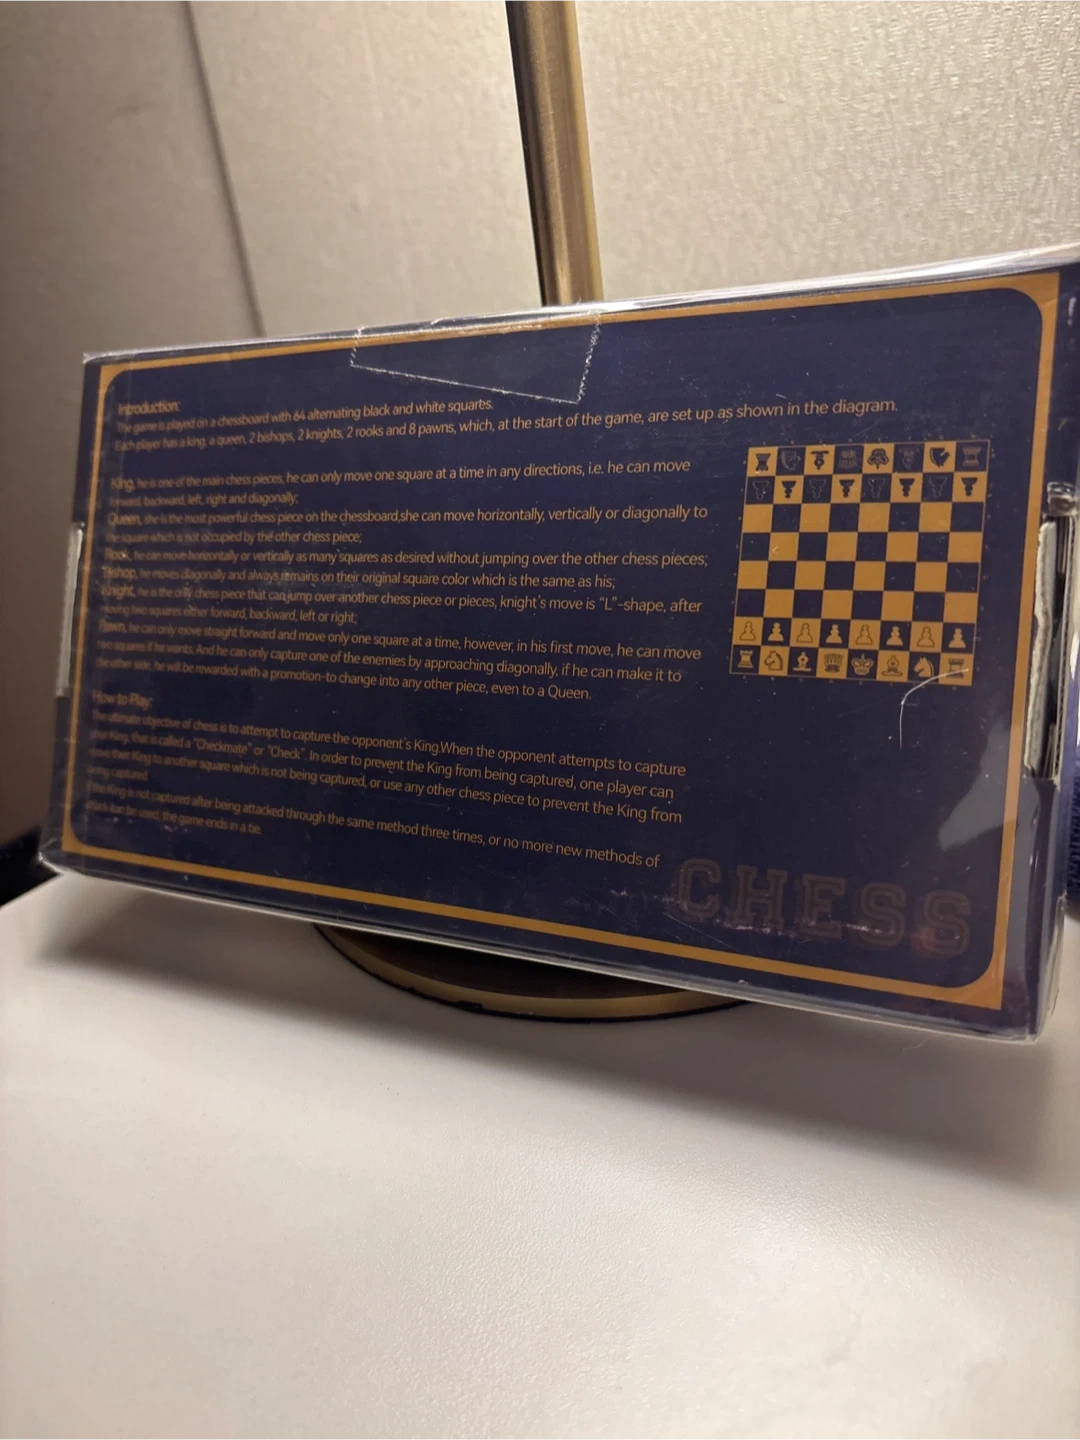 Introduction:
The game is played on a chessboard with 64 alternating black and white squares.
Each player has a king, a queen, 2 bishops, 2 knights, 2 rooks and 8 pawns, which, at the start of the game, are set up as shown in the diagram.
King, he is one of the main chess pieces, he can only move one square at a time in any directions, i.e. he can move
forward, backward, left, right and diagonally;
Queen, she is the most powerful chess piece on the chessboard,she can move horizontally, vertically or diagonally to
the square which is not occupied by the other chess piece;
Rook, he can move horizontally or vertically as many squares as desired without jumping over the other chess pieces;
Bishop, he moves diagonally and always remains on their original square color which is the same as his;
Knight, he is the only chess piece that can jump over another chess piece or pieces, knight's move is "L"-shape, after
moving two squares either forward, backward, left or right;
Pawn, he can only move straight forward and move only one square at a time, however, in his first move, he can move
two squares if he wants. And he can only capture one of the enemies by approaching diagonally, if he can make it to
the other side, he will be rewarded with a promotion-to change into any other piece, even to a Queen.
How to Play:
The ultimate objective of chess is to attempt to capture the opponent's King.When the opponent attempts to capture
your King, that is called a "Checkmate" or "Check". In order to prevent the King from being captured, one player can
move their King to another square which is not being captured, or use any other chess piece to prevent the King from
being captured.
If the King is not captured after being attacked through the same method three times, or no more new methods of
attack can be used, the game ends in a tie.
CHESS